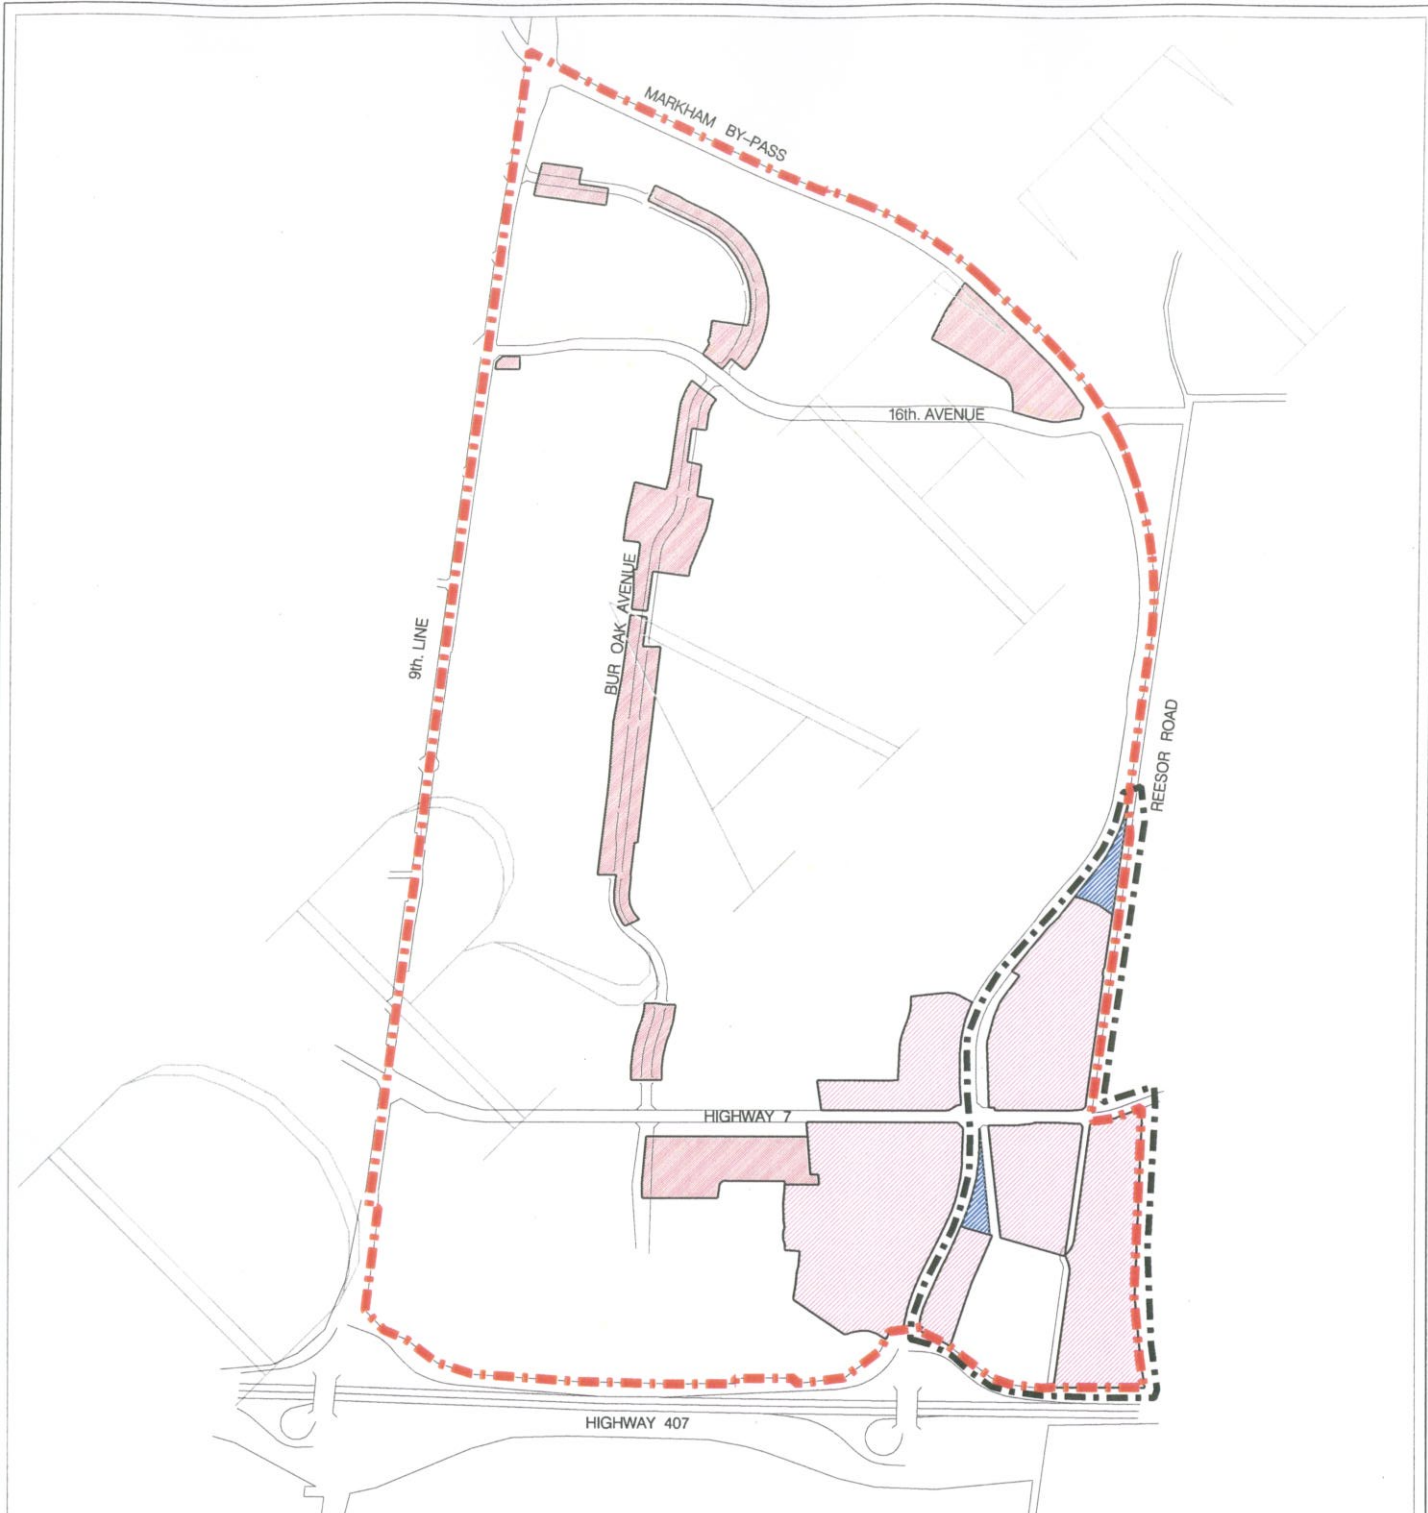 MARKHAM BY-PASS
16th. AVENUE
BUR OAK AVENUE
9th. LINE
REESOR ROAD
HIGHWAY 7
HIGHWAY 407